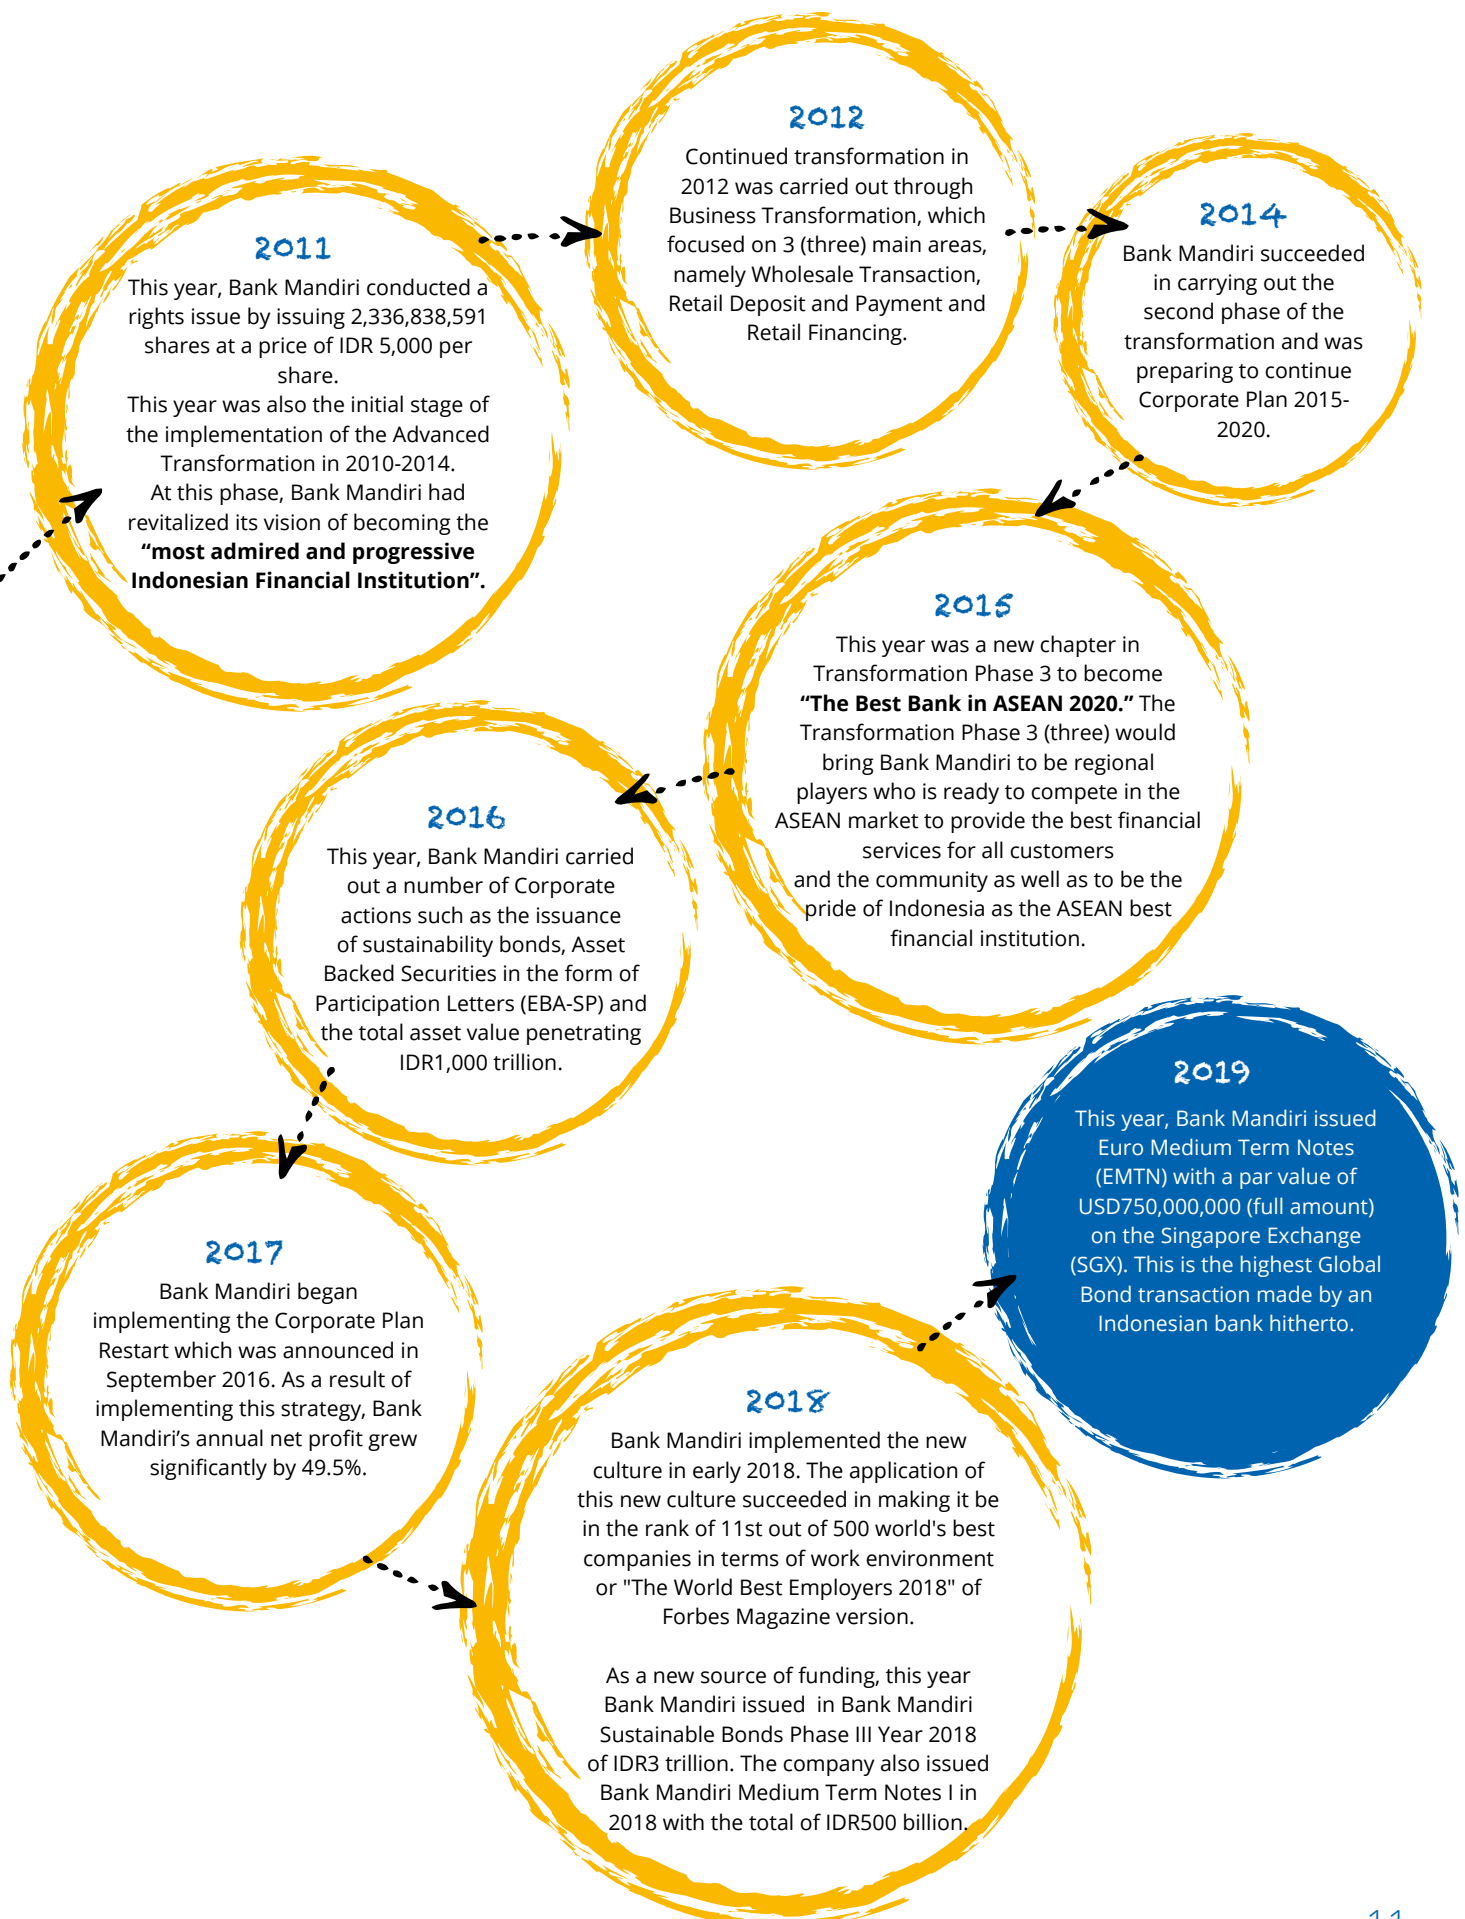 2011
This year, Bank Mandiri conducted a
rights issue by issuing 2,336,838,591
shares at a price of IDR 5,000 per
share.
This year was also the initial stage of
the implementation of the Advanced
Transformation in 2010-2014.
At this phase, Bank Mandiri had
revitalized its vision of becoming the
“most admired and progressive
Indonesian Financial Institution”.
2012
Continued transformation in
2012 was carried out through
Business Transformation, which
focused on 3 (three) main areas,
namely Wholesale Transaction,
Retail Deposit and Payment and
Retail Financing.
2014
Bank Mandiri succeeded
in carrying out the
second phase of the
transformation and was
preparing to continue
Corporate Plan 2015-
2020.
2015
This year was a new chapter in
Transformation Phase 3 to become
“The Best Bank in ASEAN 2020.” The
Transformation Phase 3 (three) would
bring Bank Mandiri to be regional
players who is ready to compete in the
ASEAN market to provide the best financial
services for all customers
and the community as well as to be the
pride of Indonesia as the ASEAN best
financial institution.
2016
This year, Bank Mandiri carried
out a number of Corporate
actions such as the issuance
of sustainability bonds, Asset
Backed Securities in the form of
Participation Letters (EBA-SP) and
the total asset value penetrating
IDR1,000 trillion.
2017
Bank Mandiri began
implementing the Corporate Plan
Restart which was announced in
September 2016. As a result of
implementing this strategy, Bank
Mandiri’s annual net profit grew
significantly by 49.5%.
2018
Bank Mandiri implemented the new
culture in early 2018. The application of
this new culture succeeded in making it be
in the rank of 11st out of 500 world's best
companies in terms of work environment
or "The World Best Employers 2018" of
Forbes Magazine version.
As a new source of funding, this year
Bank Mandiri issued  in Bank Mandiri
Sustainable Bonds Phase III Year 2018
of IDR3 trillion. The company also issued
Bank Mandiri Medium Term Notes I in
2018 with the total of IDR500 billion.
2019
This year, Bank Mandiri issued
Euro Medium Term Notes
(EMTN) with a par value of
USD750,000,000 (full amount)
on the Singapore Exchange
(SGX). This is the highest Global
Bond transaction made by an
Indonesian bank hitherto.